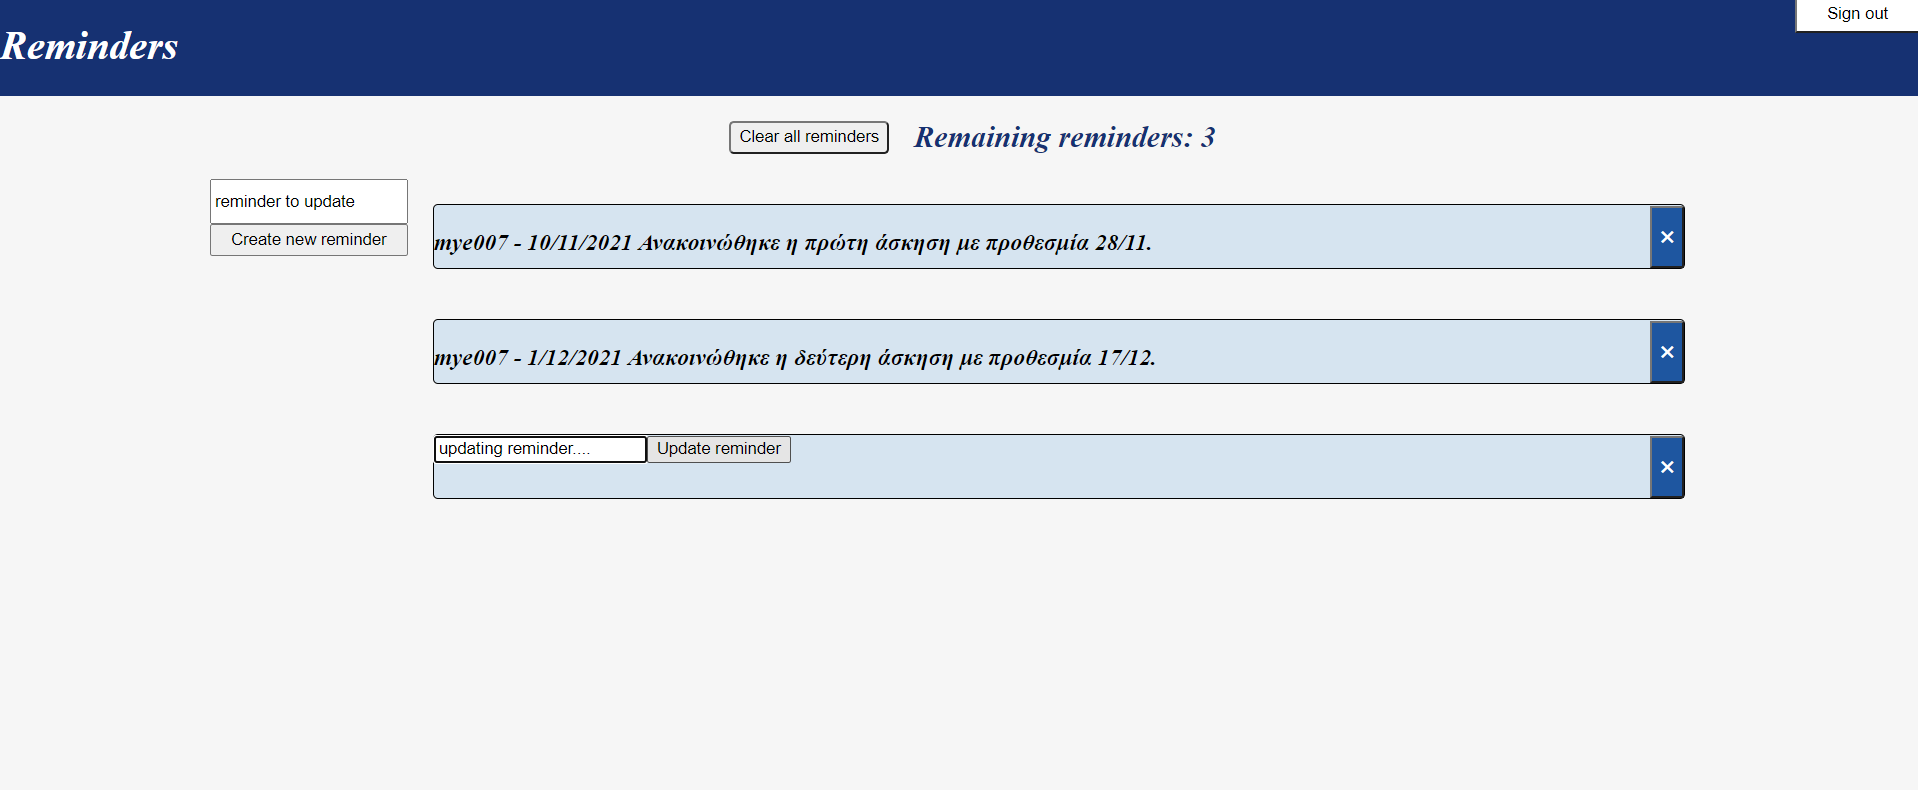 Sign out
Reminders
Clear all reminders
Remaining reminders: 3
reminder to update
Create new reminder
mye007 - 10/11/2021 Ανακοινώθηκε η πρώτη άσκηση με προθεσμία 28/11.
×
mye007 - 1/12/2021 Ανακοινώθηκε η δεύτερη άσκηση με προθεσμία 17/12.
×
updating reminder.... Update reminder
×